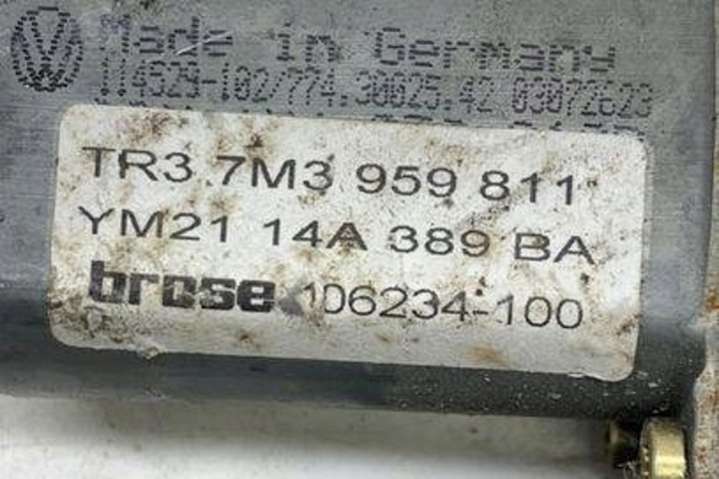 Made in Germany
114529-102/774.30025.42 03072623
TR3 7M3 959 811
YM21 14A 389 BA
brose 106234-100